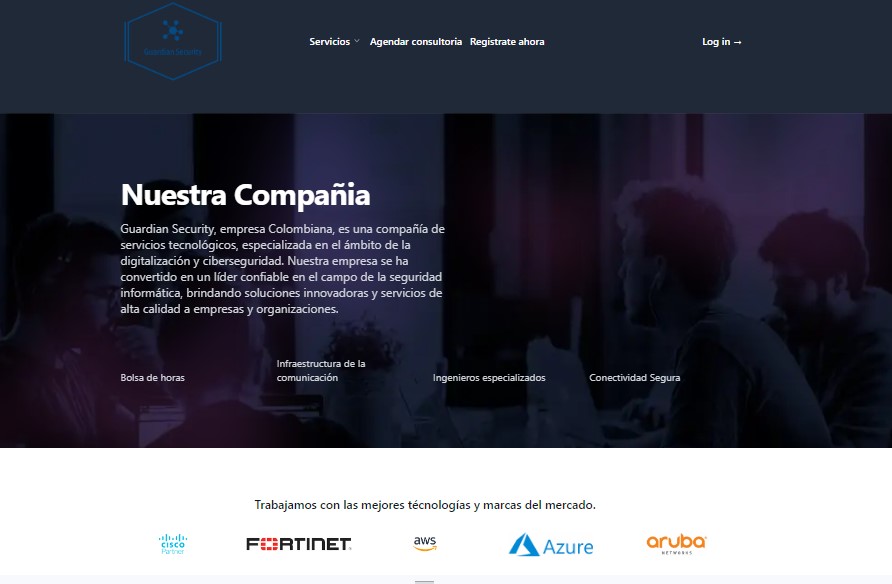 Guardian Security
Servicios
Agendar consultoria
Registrate ahora
Log in →
Nuestra Compañia
Guardian Security, empresa Colombiana, es una compañía de
servicios tecnológicos, especializada en el ámbito de la
digitalización y ciberseguridad. Nuestra empresa se ha
convertido en un líder confiable en el campo de la seguridad
informática, brindando soluciones innovadoras y servicios de
alta calidad a empresas y organizaciones.
Bolsa de horas
Infraestructura de la
comunicación
Ingenieros especializados
Conectividad Segura
Trabajamos con las mejores técnologías y marcas del mercado.
CISCO
Partner
FORTINET
aws
Azure
aruba
NETWORKS